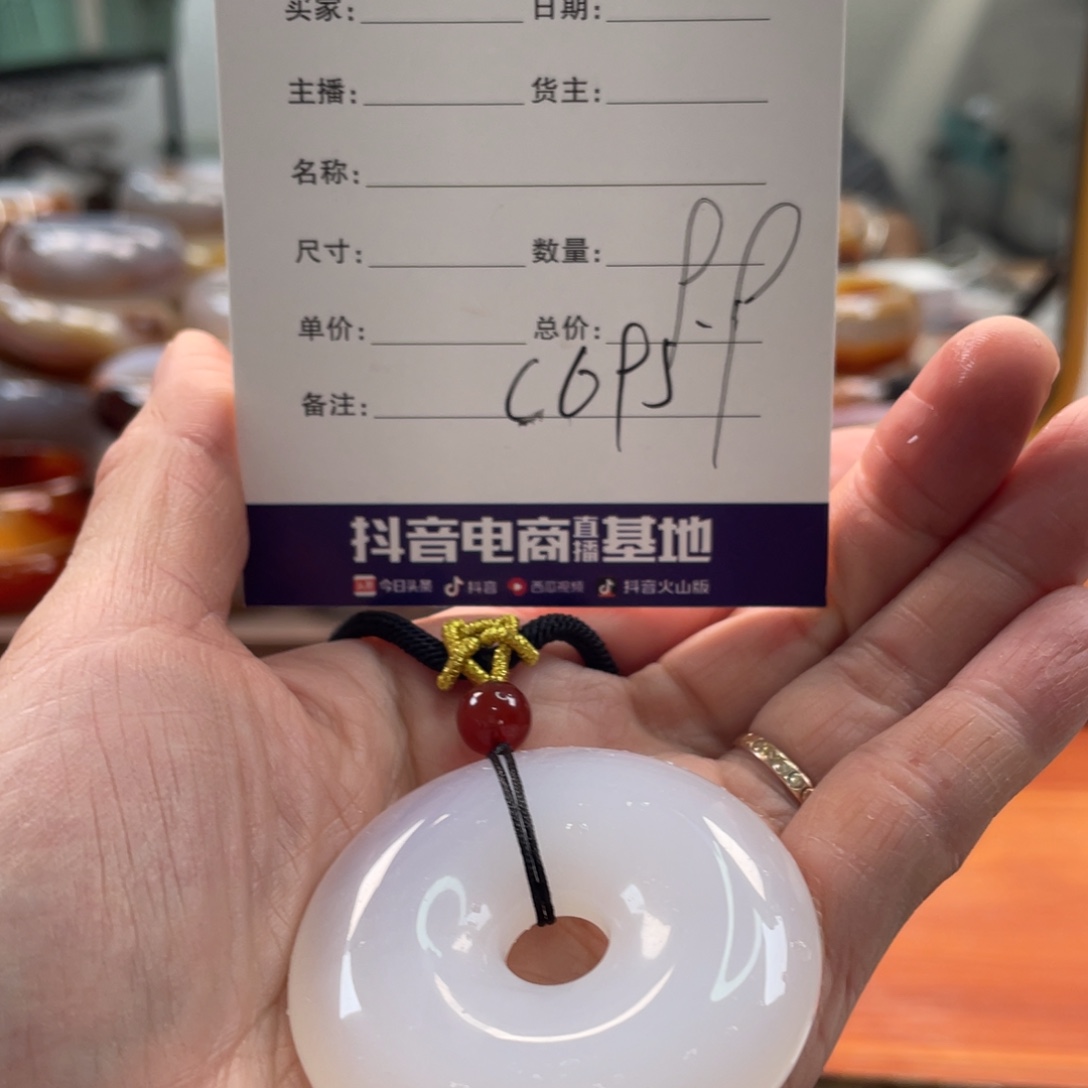 买家: 日期:
主播: 货主:
名称:
尺寸: 数量:
单价: 总价:
备注:
抖音电商直播基地
今日头条 抖音 西瓜视频 抖音火山版